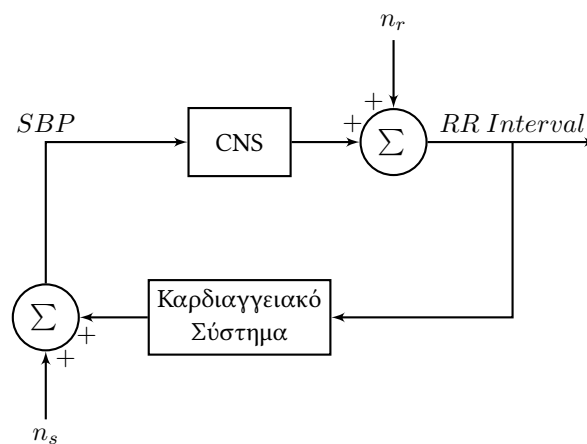 n_r
SBP
CNS
+
+
Σ
RR Interval
Καρδιαγγειακό
Σύστημα
Σ
+
+
n_s